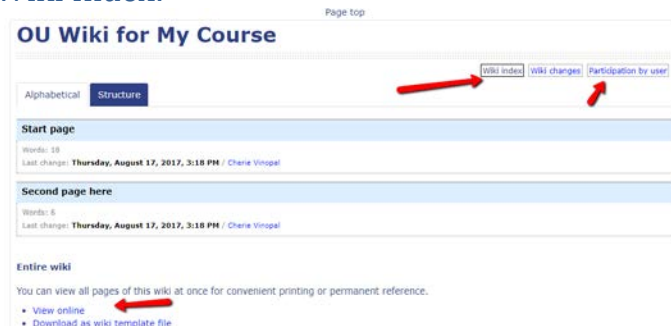 Page top
OU Wiki for My Course
Wiki index Wiki changes Participation by user
Alphabetical Structure
Start page
Words: 18
Last change: Thursday, August 17, 2017, 3:18 PM / Cherie Vinopal
Second page here
Words: 6
Last change: Thursday, August 17, 2017, 3:18 PM / Cherie Vinopal
Entire wiki
You can view all pages of this wiki at once for convenient printing or permanent reference.
• View online
• Download as wiki template file